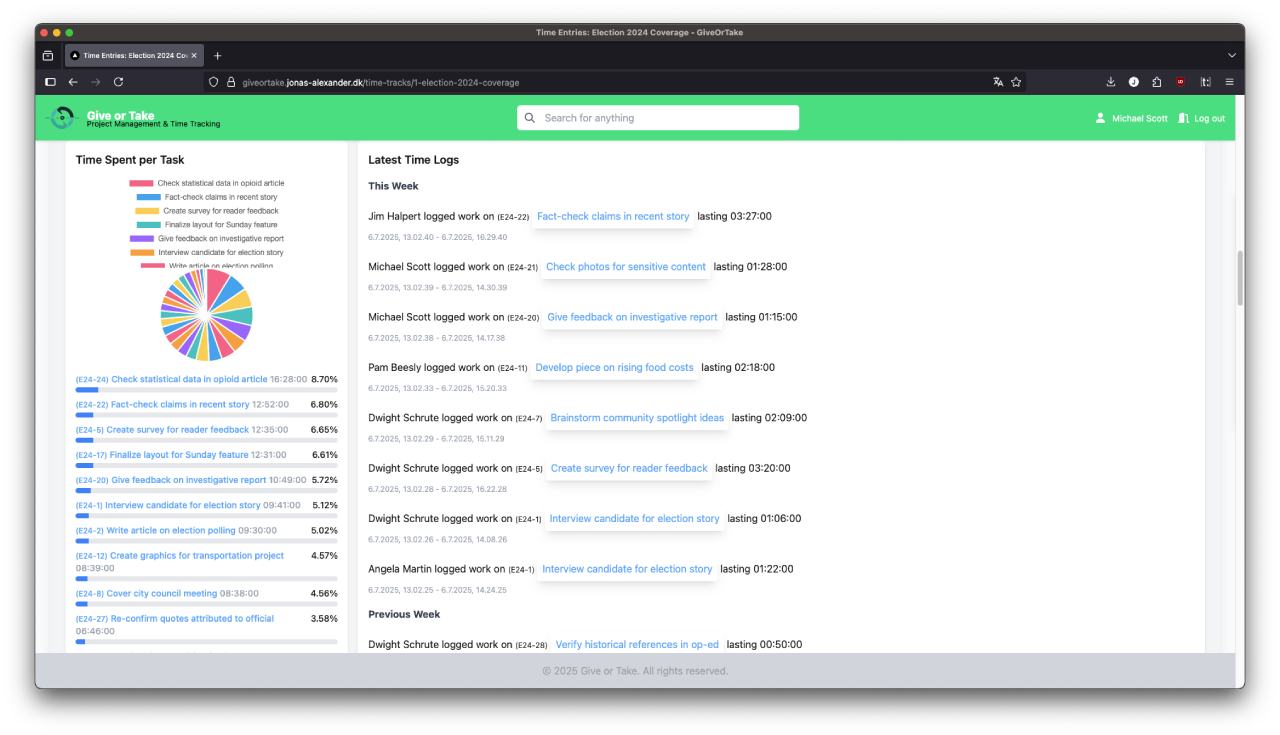 Time Entries: Election 2024 Coverage - GiveOrTake
Time Entries: Election 2024 Co
giveortake.jonas-alexander.dk/time-tracks/1-election-2024-coverage
Give or Take
Project Management & Time Tracking
Search for anything
Michael Scott
Log out
Time Spent per Task
Check statistical data in opioid article
Fact-check claims in recent story
Create survey for reader feedback
Finalize layout for Sunday feature
Give feedback on investigative report
Interview candidate for election story
Write article on election polling
(E24-24) Check statistical data in opioid article 16:28:00 8.70%
(E24-22) Fact-check claims in recent story 12:52:00 6.80%
(E24-5) Create survey for reader feedback 12:35:00 6.65%
(E24-17) Finalize layout for Sunday feature 12:31:00 6.61%
(E24-20) Give feedback on investigative report 10:49:00 5.72%
(E24-1) Interview candidate for election story 09:41:00 5.12%
(E24-2) Write article on election polling 09:30:00 5.02%
(E24-12) Create graphics for transportation project 4.57%
08:39:00
(E24-8) Cover city council meeting 08:38:00 4.56%
(E24-27) Re-confirm quotes attributed to official 3.58%
06:46:00
Latest Time Logs
This Week
Jim Halpert logged work on (E24-22) Fact-check claims in recent story lasting 03:27:00
6.7.2025, 13.02.40 - 6.7.2025, 16.29.40
Michael Scott logged work on (E24-21) Check photos for sensitive content lasting 01:28:00
6.7.2025, 13.02.39 - 6.7.2025, 14.30.39
Michael Scott logged work on (E24-20) Give feedback on investigative report lasting 01:15:00
6.7.2025, 13.02.38 - 6.7.2025, 14.17.38
Pam Beesly logged work on (E24-11) Develop piece on rising food costs lasting 02:18:00
6.7.2025, 13.02.33 - 6.7.2025, 15.20.33
Dwight Schrute logged work on (E24-7) Brainstorm community spotlight ideas lasting 02:09:00
6.7.2025, 13.02.29 - 6.7.2025, 15.11.29
Dwight Schrute logged work on (E24-5) Create survey for reader feedback lasting 03:20:00
6.7.2025, 13.02.28 - 6.7.2025, 16.22.28
Dwight Schrute logged work on (E24-1) Interview candidate for election story lasting 01:06:00
6.7.2025, 13.02.26 - 6.7.2025, 14.08.26
Angela Martin logged work on (E24-1) Interview candidate for election story lasting 01:22:00
6.7.2025, 13.02.25 - 6.7.2025, 14.24.25
Previous Week
Dwight Schrute logged work on (E24-28) Verify historical references in op-ed lasting 00:50:00
© 2025 Give or Take. All rights reserved.